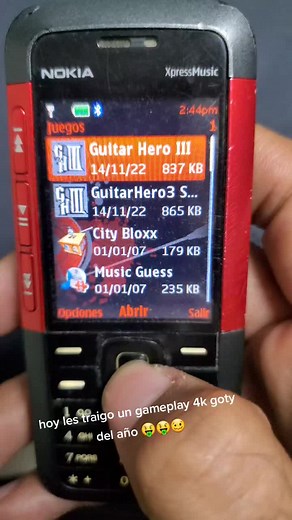 NOKIA XpressMusic
2:44pm
Juegos 1
Guitar Hero III
14/11/22 837 KB
GuitarHero3 S...
14/11/22 865 KB
City Bloxx
01/01/07 179 KB
Music Guess
01/01/07 235 KB
Opciones Abrir Salir
hoy les traigo un gameplay 4k goty
del año 🤑🤑🥴